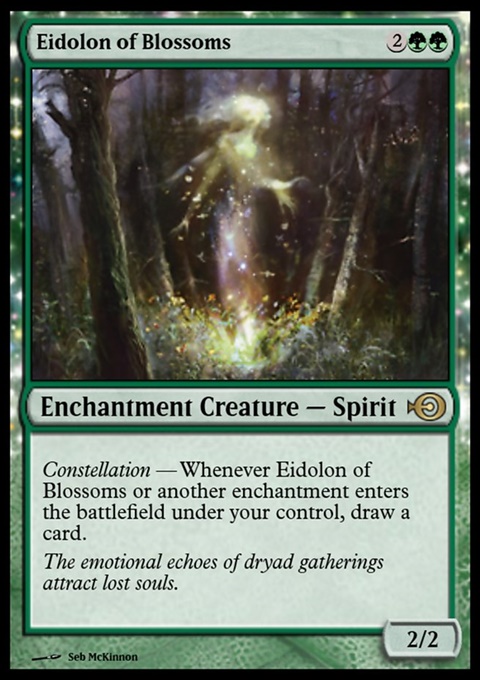 Eidolon of Blossoms 2
Enchantment Creature — Spirit
Constellation — Whenever Eidolon of
Blossoms or another enchantment enters
the battlefield under your control, draw a
card.
The emotional echoes of dryad gatherings
attract lost souls.
2/2
Seb McKinnon